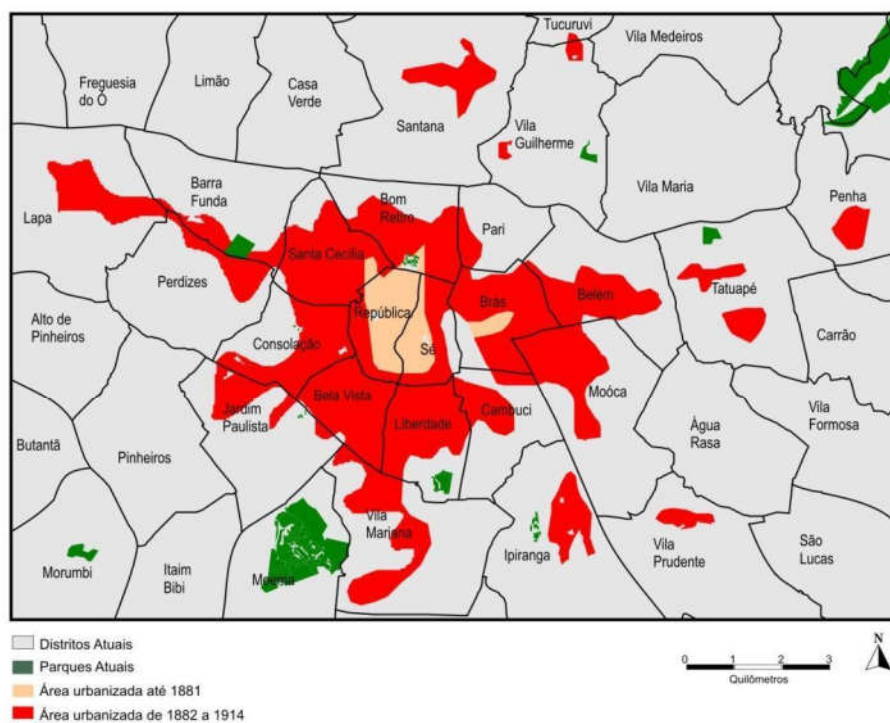 Tucuruvi
Vila Medeiros
Freguesia
do Ó
Limão
Casa
Verde
Santana
Vila
Guilherme
Vila Maria
Penha
Lapa
Barra
Funda
Bom
Retiro
Pari
Santa Cecília
Perdizes
República
Brás
Belém
Tatuapé
Alto de
Pinheiros
Consolação
Sé
Carrão
Moóca
Bela Vista
Jardim
Paulista
Liberdade
Cambuci
Vila
Formosa
Àgua
Rasa
Butantã
Pinheiros
Vila
Mariana
Ipiranga
Vila
Prudente
São
Lucas
Morumbi
Itaim
Bibi
Moema
Distritos Atuais
Parques Atuais
Área urbanizada até 1881
Área urbanizada de 1882 a 1914
N
0 1 2 3
Quilômetros